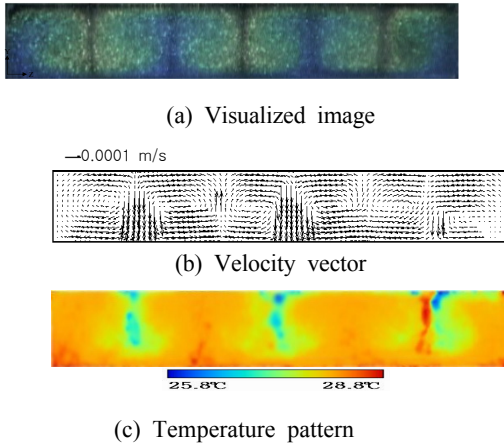 (a) Visualized image
0.0001 m/s
(b) Velocity vector
25.8℃ 28.8℃
(c) Temperature pattern